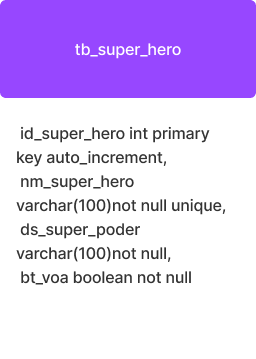 tb_super_hero
id_super_hero int primary
key auto_increment,
nm_super_hero
varchar(100)not null unique,
ds_super_poder
varchar(100)not null,
bt_voa boolean not null